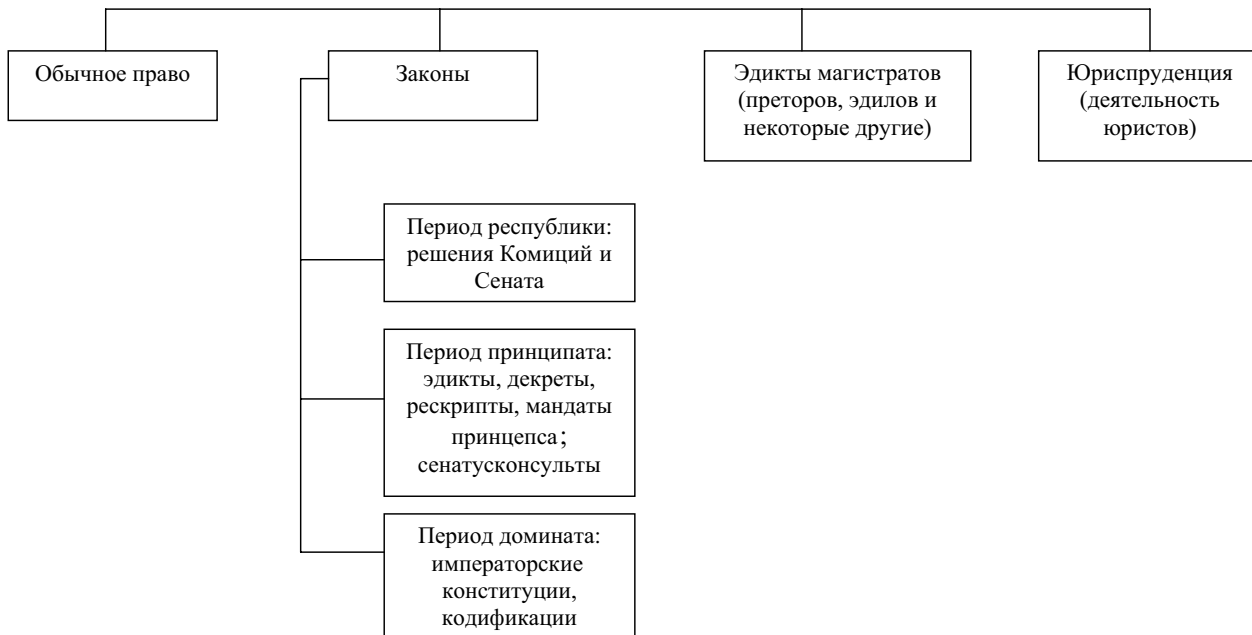 Обычное право
Законы
Эдикты магистратов
(преторов, эдилов и
некоторые другие)
Юриспруденция
(деятельность
юристов)
Период республики:
решения Комиций и
Сената
Период принципата:
эдикты, декреты,
рескрипты, мандаты
принцепса;
сенатусконсульты
Период домината:
императорские
конституции,
кодификации